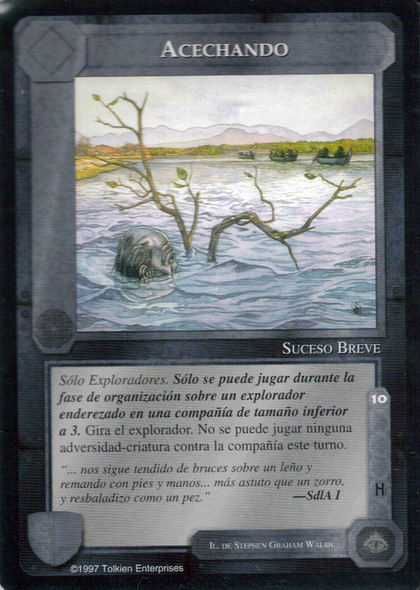 ACECHANDO
SUCESO BREVE
Sólo Exploradores. Sólo se puede jugar durante la
fase de organización sobre un explorador
enderezado en una compañía de tamaño inferior
a 3. Gira el explorador. No se puede jugar ninguna
adversidad-criatura contra la compañía este turno.
"... nos sigue tendido de bruces sobre un leño y
remando con pies y manos... más astuto que un zorro,
y resbaladizo como un pez." —SdlA I
10
H
IL. DE STEPHEN GRAHAM WALSH
©1997 Tolkien Enterprises